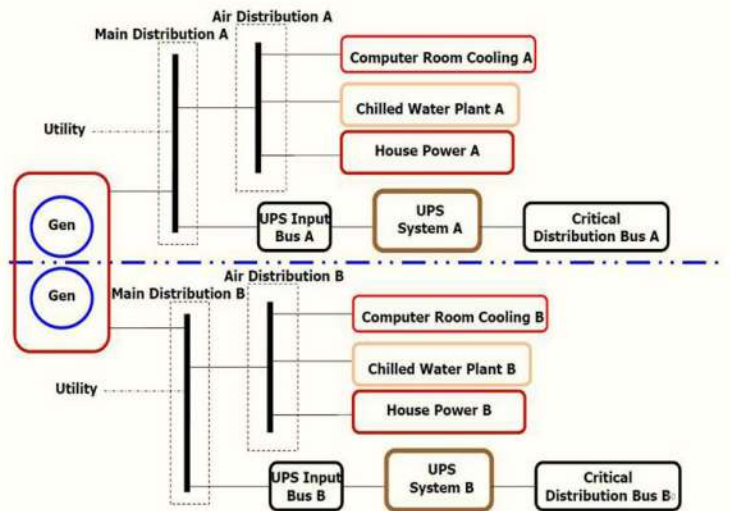 Air Distribution A
Main Distribution A
Computer Room Cooling A
Chilled Water Plant A
Utility
House Power A
Gen
UPS Input
Bus A
UPS
System A
Critical
Distribution Bus A
Air Distribution B
Gen
Main Distribution B
Computer Room Cooling B
Chilled Water Plant B
Utility
House Power B
UPS Input
Bus B
UPS
System B
Critical
Distribution Bus B